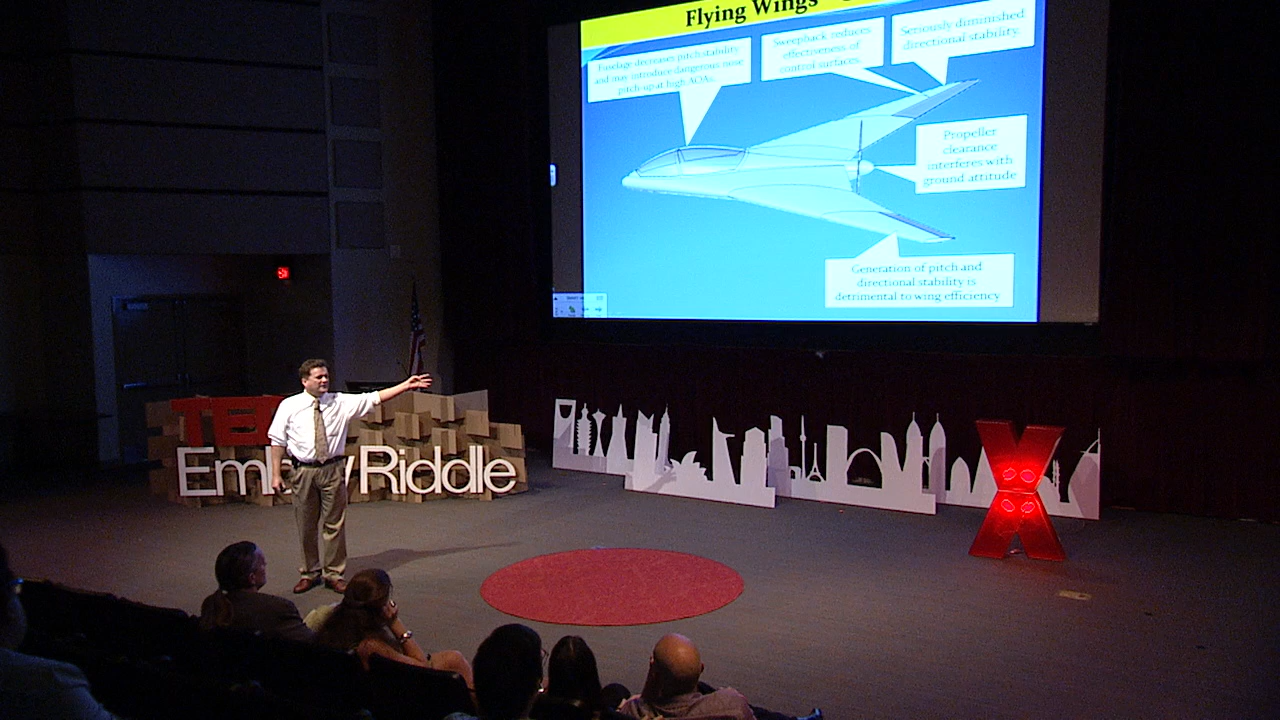 Flying Wings
Fuselage decreases pitch stability
and may introduce dangerous nose
pitch-up at high AOAs.
Sweepback reduces
effectiveness of
control surfaces.
Seriously diminished
directional stability.
Propeller
clearance
interferes with
ground attitude
Generation of pitch and
directional stability is
detrimental to wing efficiency
TED
Embry Riddle
X